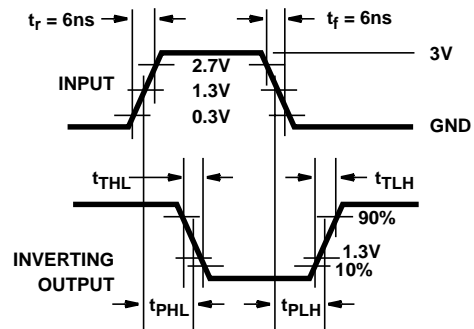 tr = 6ns
tf = 6ns
3V
INPUT
2.7V
1.3V
0.3V
GND
tTHL
tTLH
90%
INVERTING
OUTPUT
1.3V
10%
tPHL
tPLH